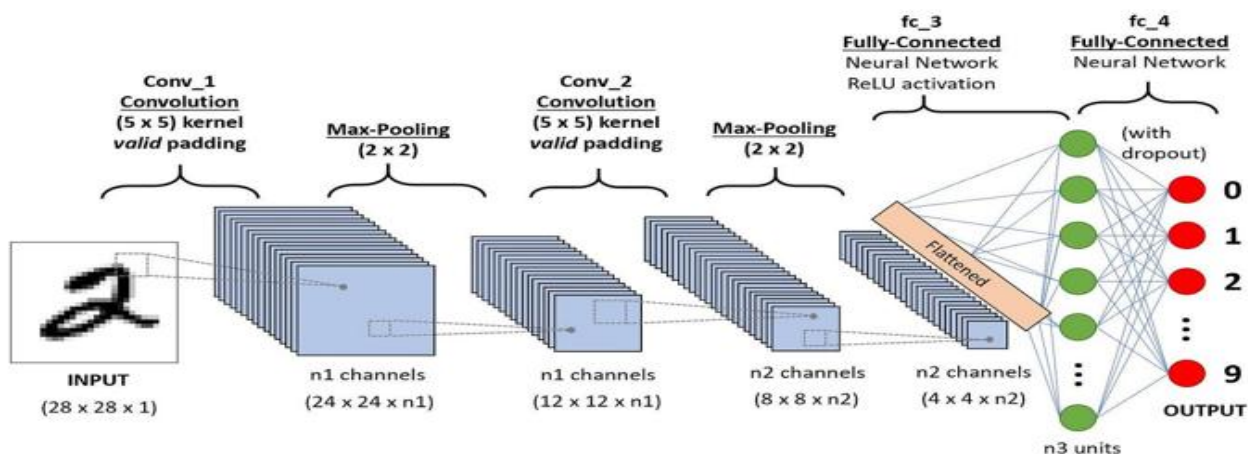 Conv_1
Convolution
(5 x 5) kernel
valid padding
Max-Pooling
(2 x 2)
Conv_2
Convolution
(5 x 5) kernel
valid padding
Max-Pooling
(2 x 2)
fc_3
Fully-Connected
Neural Network
ReLU activation
fc_4
Fully-Connected
Neural Network
(with
dropout)
Flattened
0
1
2
9
OUTPUT
2
INPUT
(28 x 28 x 1)
n1 channels
(24 x 24 x n1)
n1 channels
(12 x 12 x n1)
n2 channels
(8 x 8 x n2)
n2 channels
(4 x 4 x n2)
n3 units